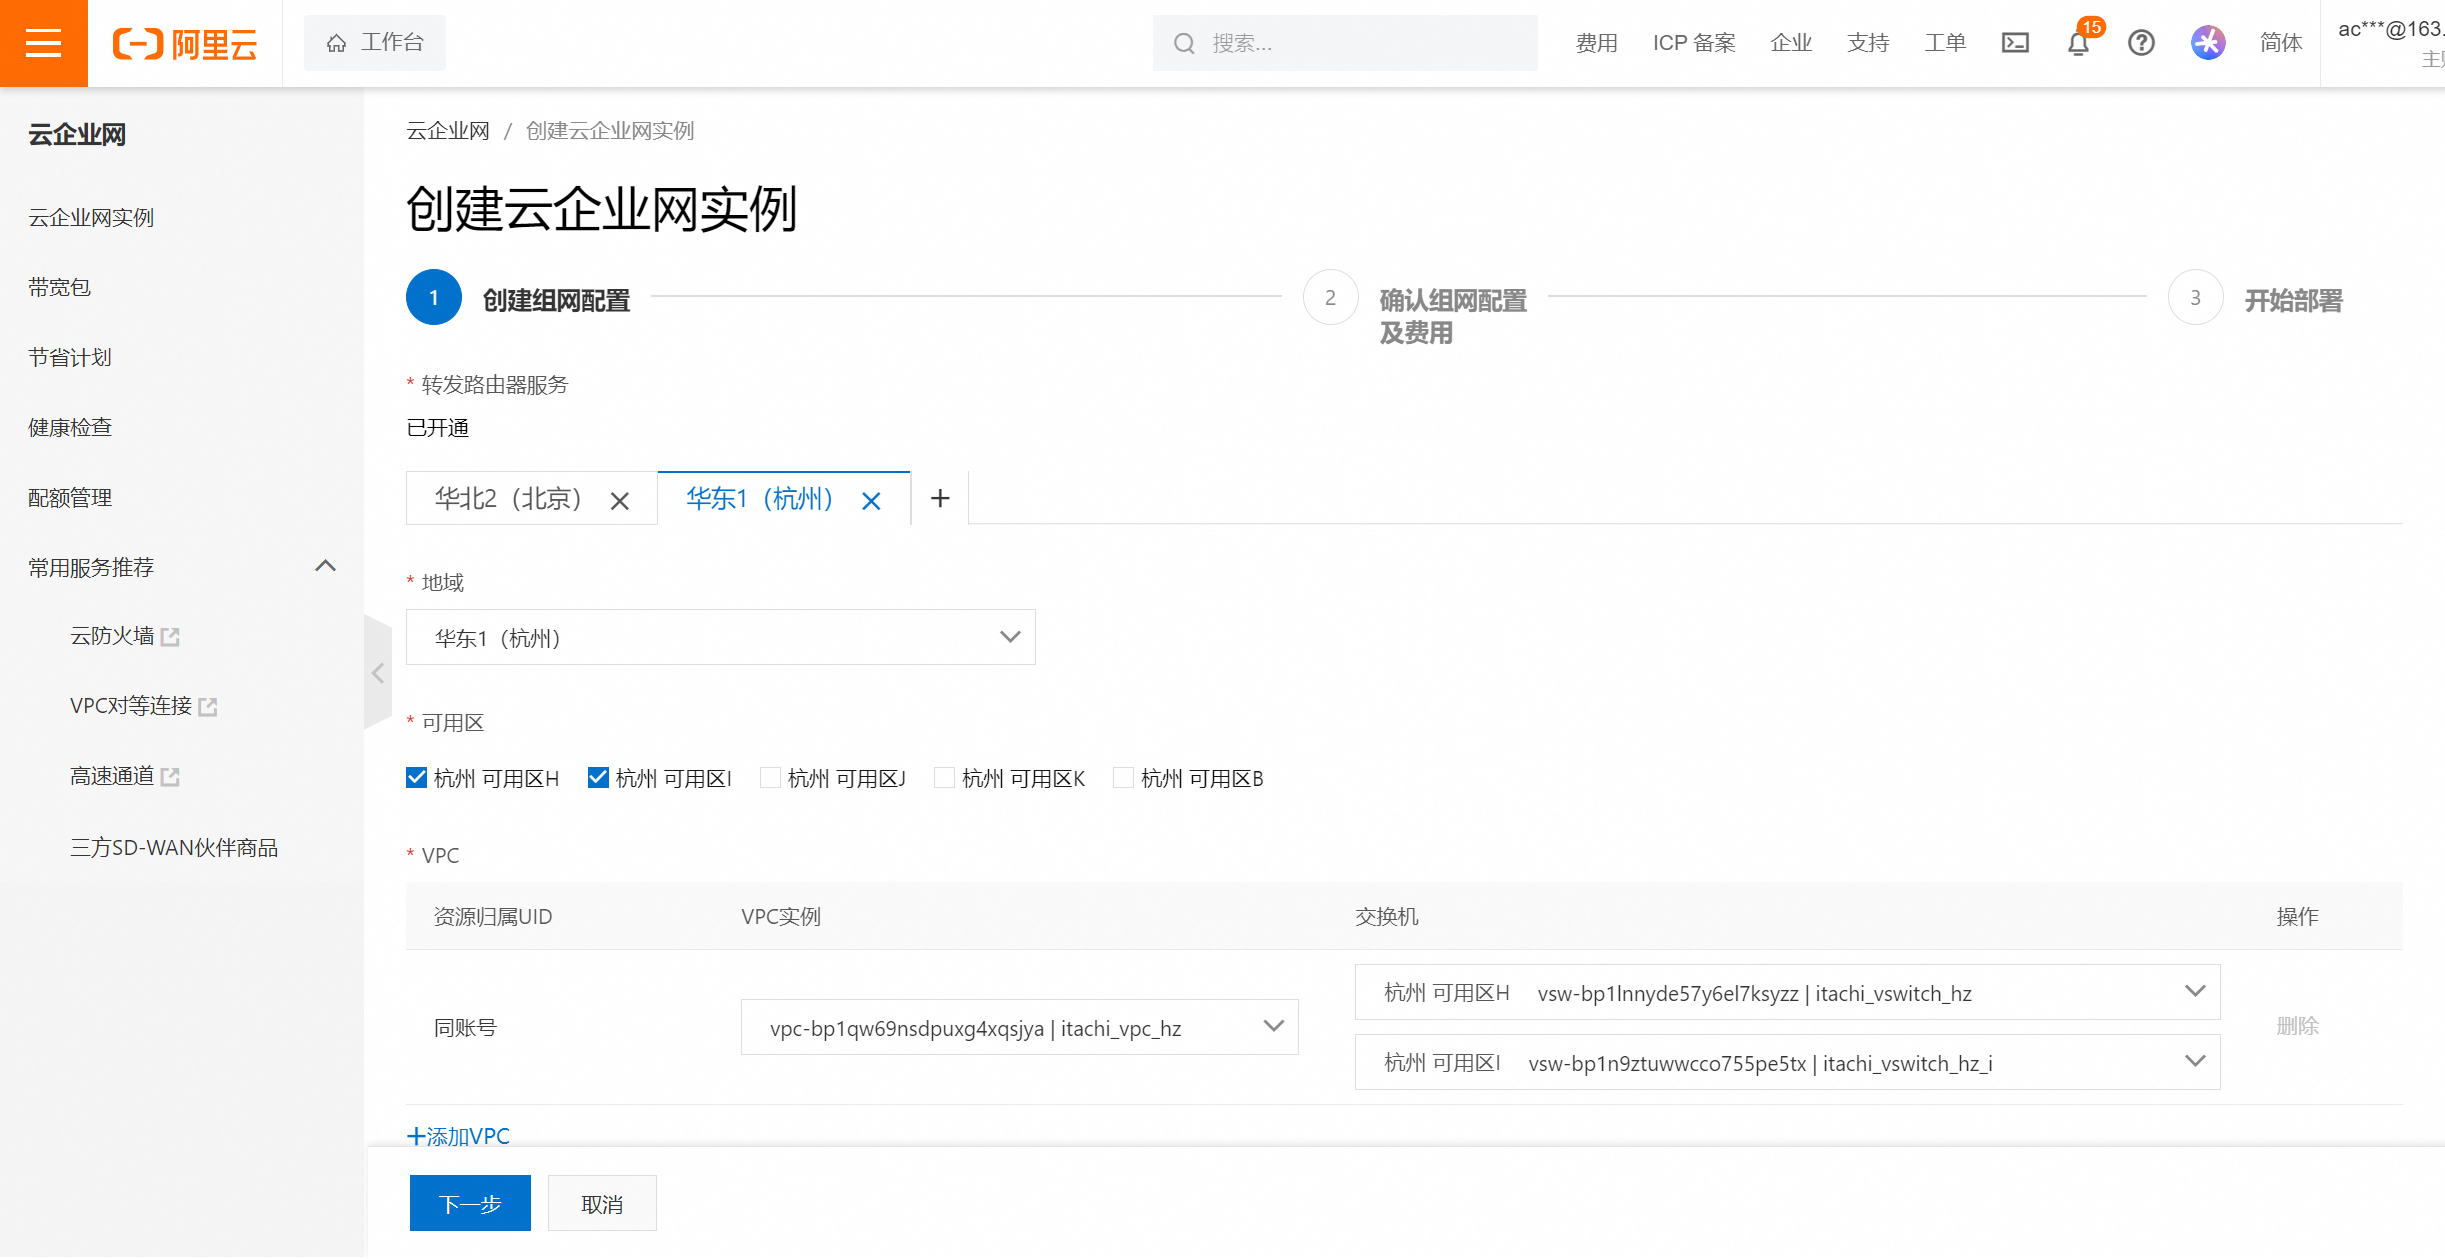 阿里云
工作台
搜索...
费用
ICP 备案
企业
支持
工单
15
简体
ac***@163.
云企业网
云企业网实例
带宽包
节省计划
健康检查
配额管理
常用服务推荐
云防火墙
VPC对等连接
高速通道
三方SD-WAN伙伴商品
云企业网 / 创建云企业网实例
创建云企业网实例
1 创建组网配置
2 确认组网配置
及费用
3 开始部署
* 转发路由器服务
已开通
华北2（北京）
华东1（杭州）
* 地域
华东1（杭州）
* 可用区
杭州 可用区H
杭州 可用区I
杭州 可用区J
杭州 可用区K
杭州 可用区B
* VPC
资源归属UID
VPC实例
交换机
操作
同账号
vpc-bp1qw69nsdpuxg4xqsjya | itachi_vpc_hz
杭州 可用区H vsw-bp1lnnyde57y6el7ksyzz | itachi_vswitch_hz
杭州 可用区I vsw-bp1n9ztuwwcco755pe5tx | itachi_vswitch_hz_i
删除
+添加VPC
下一步
取消